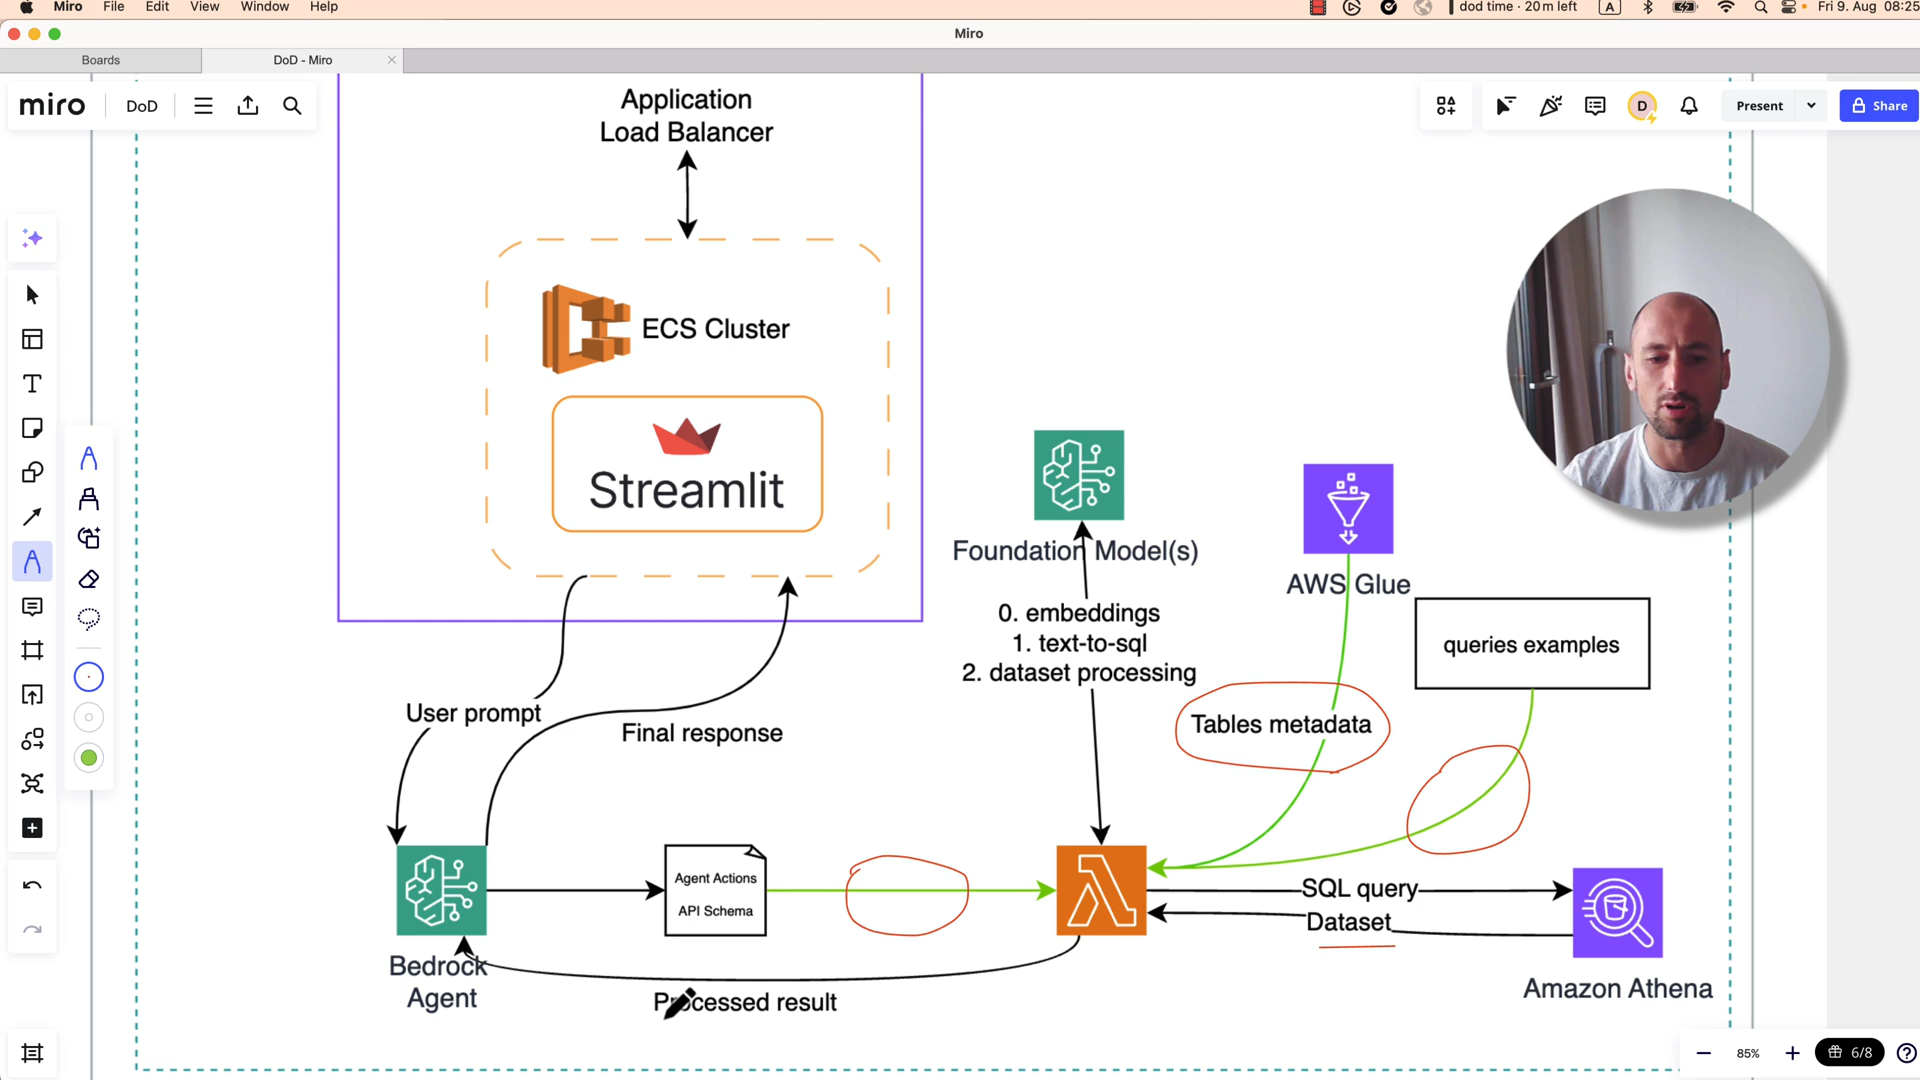 Miro
File
Edit
View
Window
Help
dod time · 20 m left
A
Fri 9. Aug 08:25
Miro
Boards
DoD - Miro
miro
DoD
D
Present
Share
Application
Load Balancer
ECS Cluster
Streamlit
Foundation Model(s)
AWS Glue
0. embeddings
1. text-to-sql
2. dataset processing
queries examples
User prompt
Final response
Tables metadata
Agent Actions
API Schema
SQL query
Dataset
Bedrock
Agent
Processed result
Amazon Athena
85%
6/8